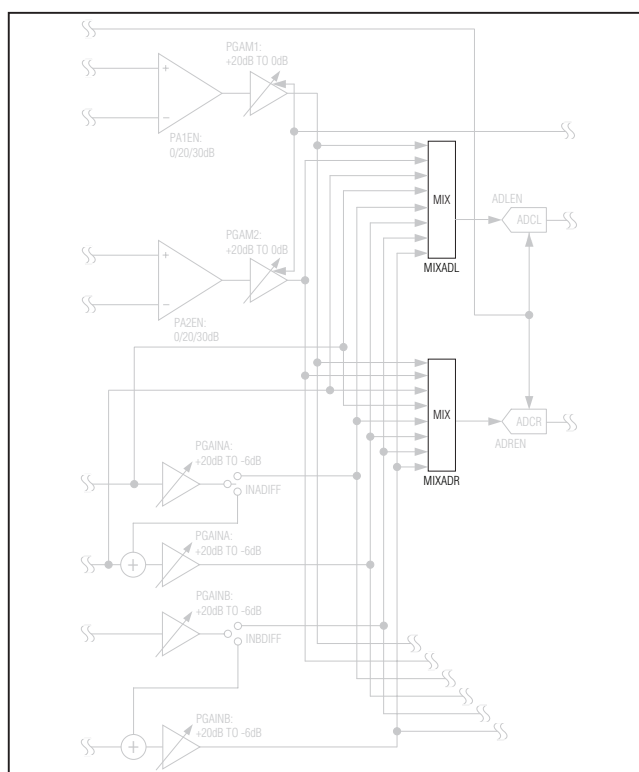 PGAM1:
+20dB TO 0dB
+
−
PA1EN:
0/20/30dB
MIX
ADLEN
ADCL
MIXADL
PGAM2:
+20dB TO 0dB
+
−
PA2EN:
0/20/30dB
MIX
ADCR
ADREN
MIXADR
PGAINA:
+20dB TO -6dB
INADIFF
PGAINA:
+20dB TO -6dB
+
PGAINB:
+20dB TO -6dB
INBDIFF
PGAINB:
+20dB TO -6dB
+